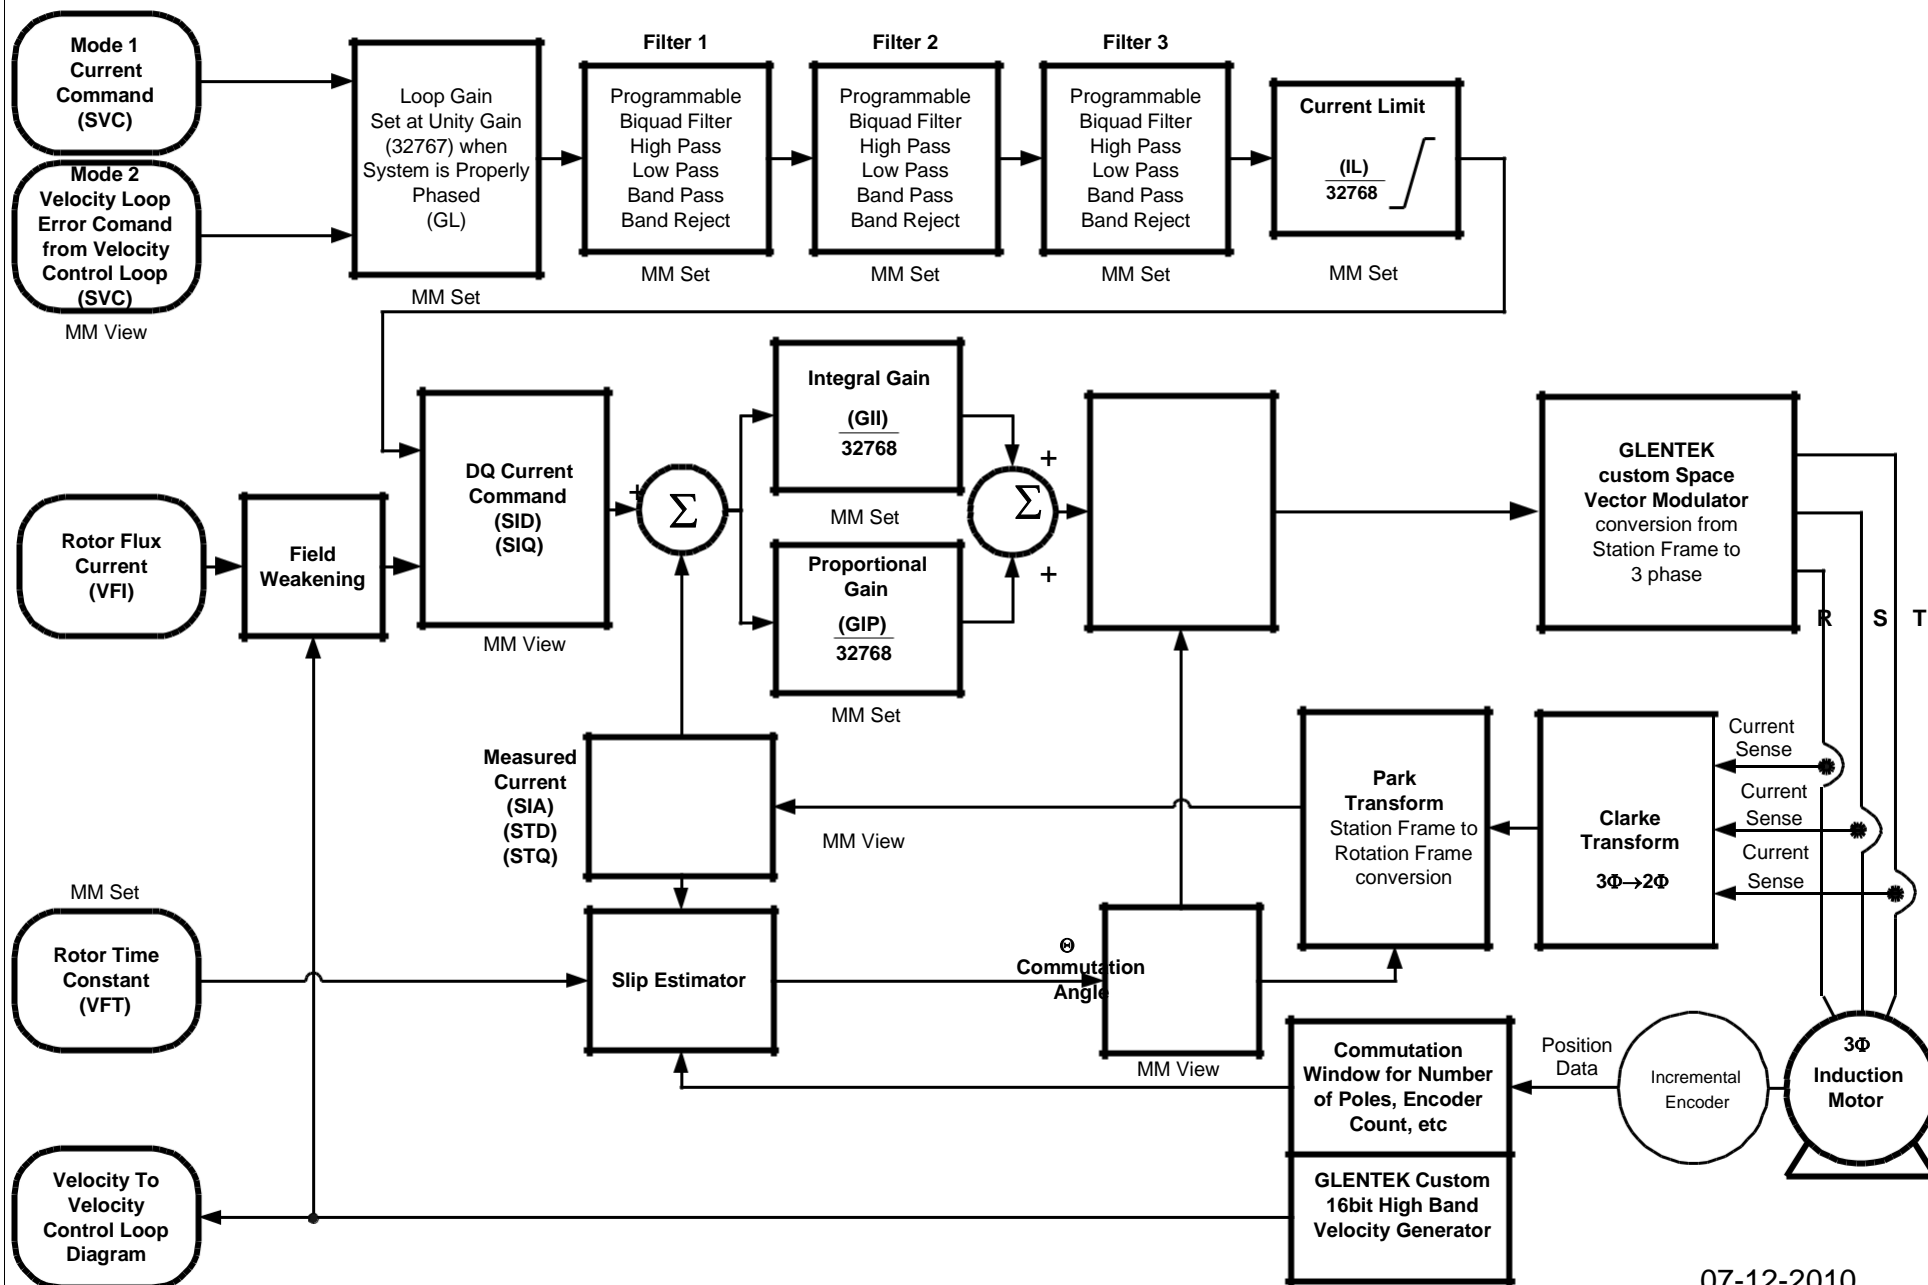 Mode 1
Current
Command
(SVC)
Mode 2
Velocity Loop
Error Comand
from Velocity
Control Loop
(SVC)
MM View
Loop Gain
Set at Unity Gain
(32767) when
System is Properly
Phased
(GL)
MM Set
Filter 1
Programmable
Biquad Filter
High Pass
Low Pass
Band Pass
Band Reject
MM Set
Filter 2
Programmable
Biquad Filter
High Pass
Low Pass
Band Pass
Band Reject
MM Set
Filter 3
Programmable
Biquad Filter
High Pass
Low Pass
Band Pass
Band Reject
MM Set
Current Limit
(IL)
32768
MM Set
Rotor Flux
Current
(VFI)
Field
Weakening
DQ Current
Command
(SID)
(SIQ)
MM View
+
Σ
Integral Gain
(GII)
32768
MM Set
Proportional
Gain
(GIP)
32768
MM Set
+
Σ
+
GLENTEK
custom Space
Vector Modulator
conversion from
Station Frame to
3 phase
R S T
Measured
Current
(SIA)
(STD)
(STQ)
MM View
Park
Transform
Station Frame to
Rotation Frame
conversion
Clarke
Transform
3Φ→2Φ
Current
Sense
Current
Sense
Current
Sense
MM Set
Rotor Time
Constant
(VFT)
Slip Estimator
Θ
Commutation
Angle
MM View
Commutation
Window for Number
of Poles, Encoder
Count, etc
Position
Data
Incremental
Encoder
3Φ
Induction
Motor
Velocity To
Velocity
Control Loop
Diagram
GLENTEK Custom
16bit High Band
Velocity Generator
07-12-2010